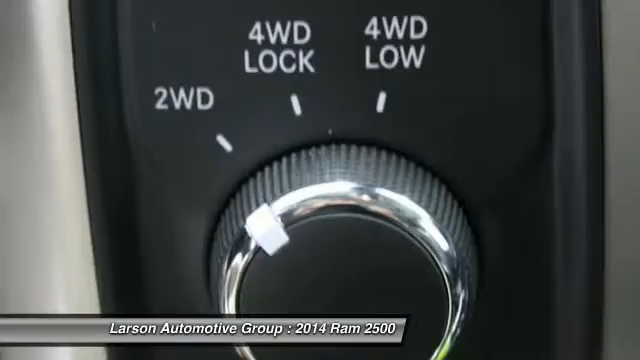 4WD
LOCK
4WD
LOW
2WD
Larson Automotive Group : 2014 Ram 2500